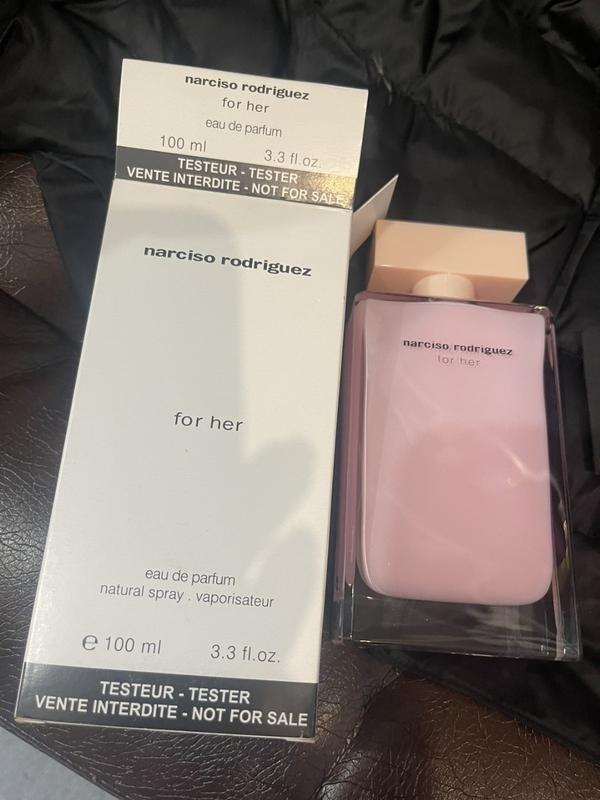 narciso rodriguez
for her
eau de parfum
100 ml 3.3 fl.oz.
TESTEUR - TESTER
VENTE INTERDITE - NOT FOR SALE
narciso rodriguez
for her
eau de parfum
natural spray . vaporisateur
e 100 ml 3.3 fl.oz.
TESTEUR - TESTER
VENTE INTERDITE - NOT FOR SALE
narciso rodriguez
for her